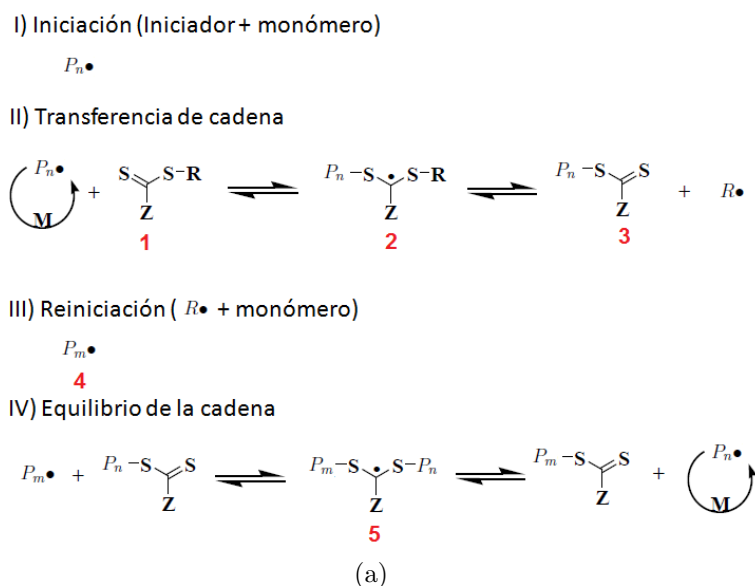 I) Iniciación (Iniciador + monómero)
Pn•
II) Transferencia de cadena
Pn• M + S S-R Z ⇌ Pn -S • S-R Z ⇌ Pn -S S Z + R•
1 2 3
III) Reiniciación ( R• + monómero)
Pm•
4
IV) Equilibrio de la cadena
Pm• + Pn -S S Z ⇌ Pm-S • S-Pn Z ⇌ Pm -S S Z + Pn• M
5
(a)